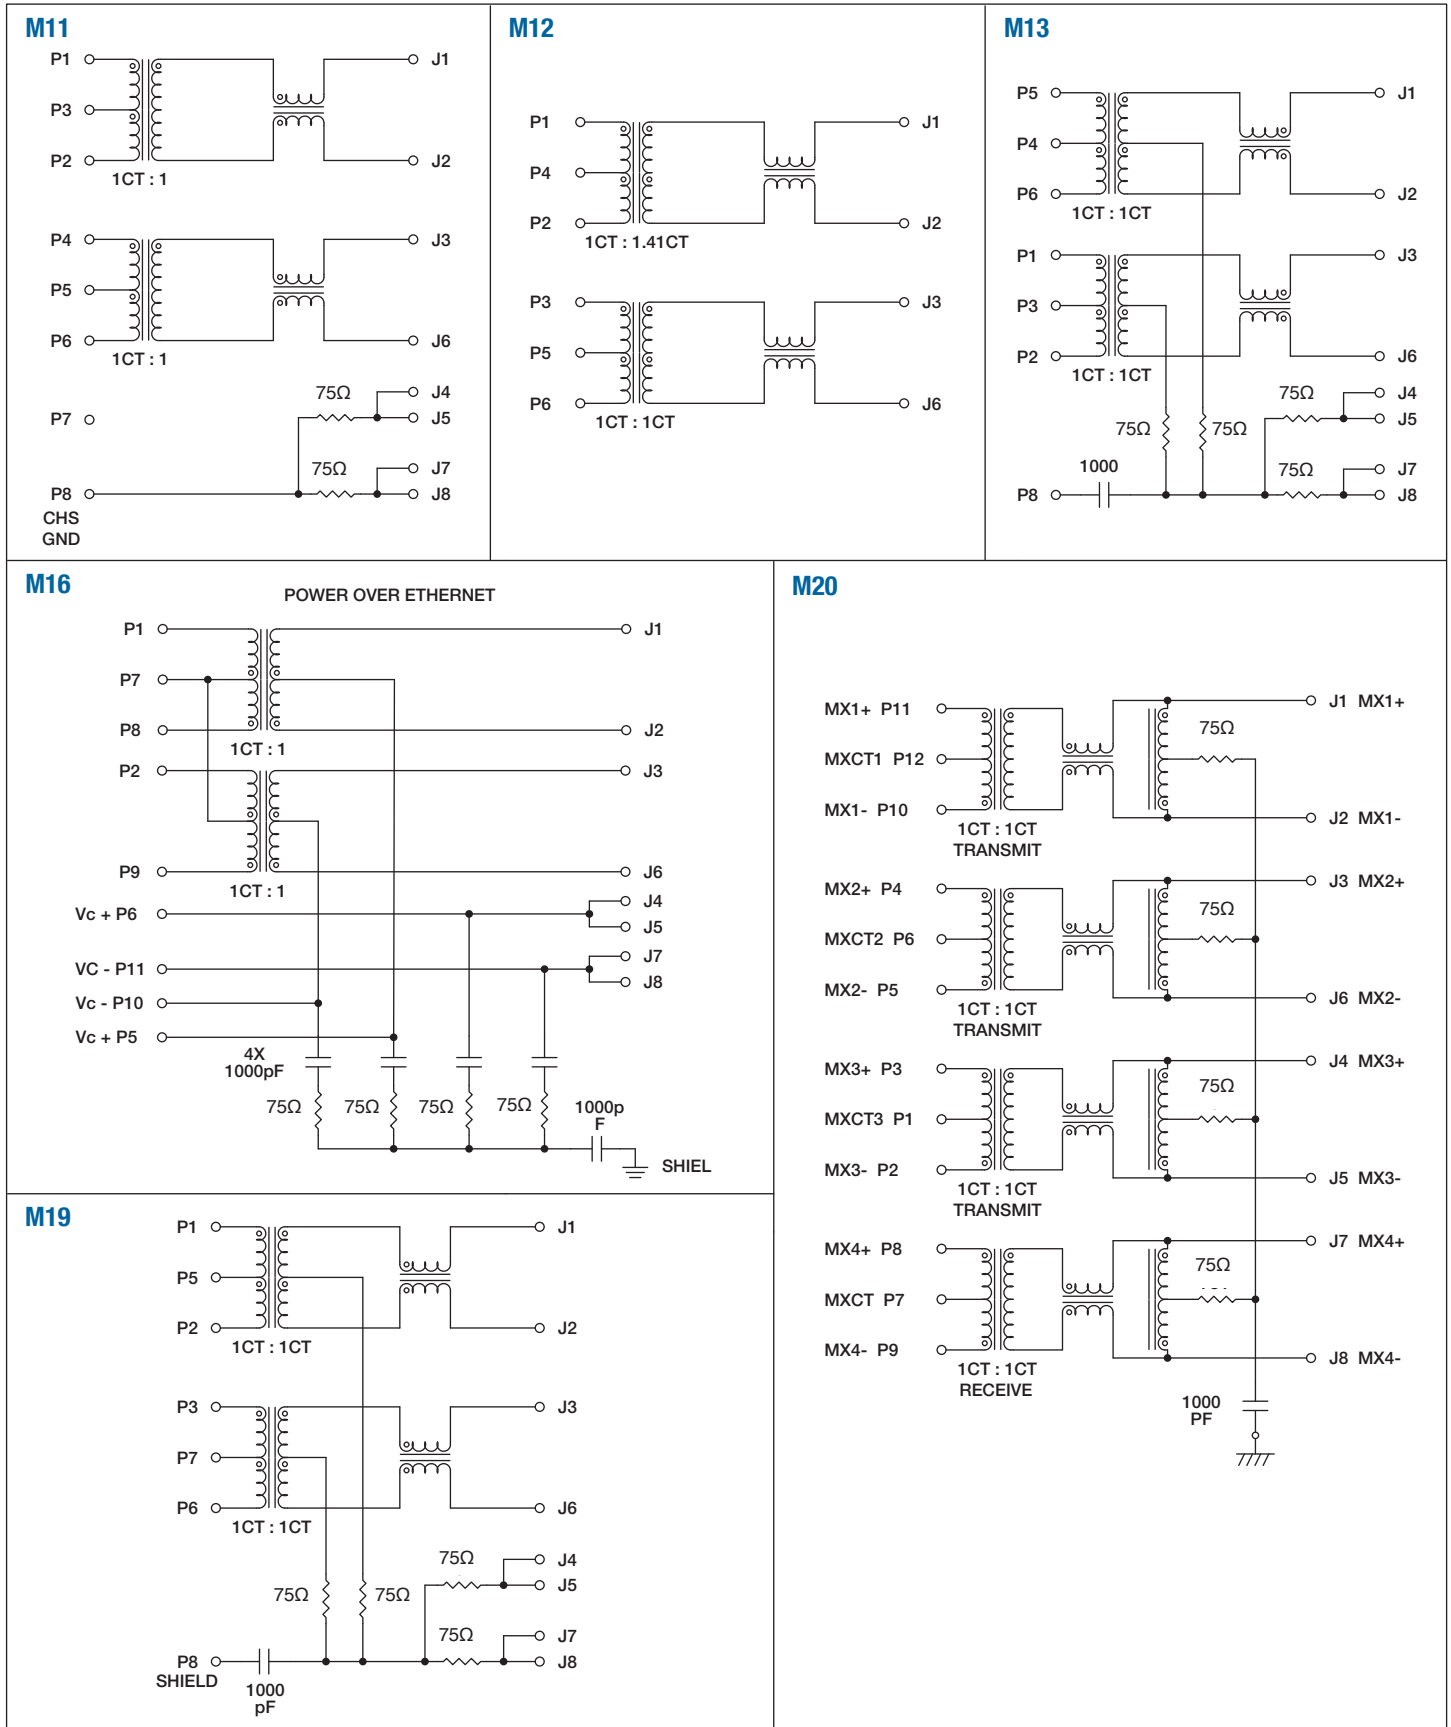 M11
P1
J1
P3
P2
J2
1CT : 1
P4
J3
P5
P6
J6
1CT : 1
75Ω
J4
P7
J5
75Ω
J7
P8
J8
CHS
GND
M12
P1
J1
P4
P2
J2
1CT : 1.41CT
P3
J3
P5
P6
J6
1CT : 1CT
M13
P5
J1
P4
P6
J2
1CT : 1CT
P1
J3
P3
P2
J6
1CT : 1CT
75Ω
J4
J5
75Ω
75Ω
1000
75Ω
J7
P8
J8
M16
POWER OVER ETHERNET
P1
J1
P7
P8
J2
1CT : 1
P2
J3
P9
J6
1CT : 1
J4
Vc + P6
J5
J7
VC - P11
J8
Vc - P10
Vc + P5
4X
1000pF
75Ω
75Ω
75Ω
75Ω
1000p
F
SHIEL
M19
P1
J1
P5
P2
J2
1CT : 1CT
P3
J3
P7
P6
J6
1CT : 1CT
75Ω
J4
J5
75Ω
75Ω
75Ω
J7
P8
J8
SHIELD
1000
pF
M20
MX1+ P11
J1 MX1+
75Ω
MXCT1 P12
MX1- P10
J2 MX1-
1CT : 1CT
TRANSMIT
MX2+ P4
J3 MX2+
75Ω
MXCT2 P6
MX2- P5
J6 MX2-
1CT : 1CT
TRANSMIT
MX3+ P3
J4 MX3+
75Ω
MXCT3 P1
MX3- P2
J5 MX3-
1CT : 1CT
TRANSMIT
MX4+ P8
J7 MX4+
75Ω
MXCT P7
MX4- P9
J8 MX4-
1CT : 1CT
RECEIVE
1000
PF